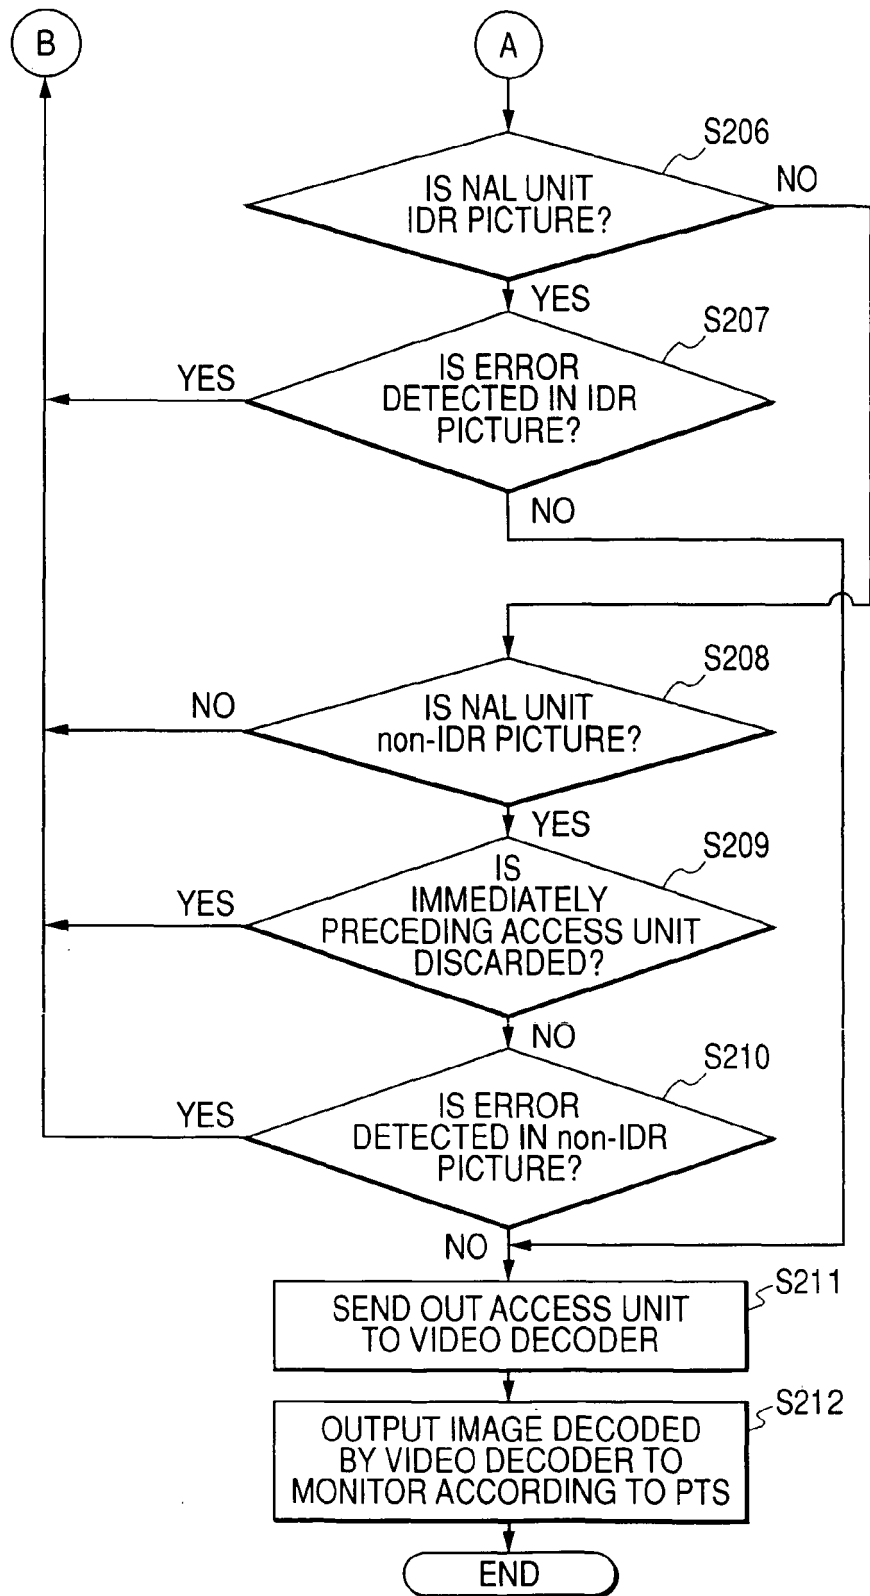 B
A
S206
IS NAL UNIT
IDR PICTURE?
NO
YES
S207
IS ERROR
DETECTED IN IDR
PICTURE?
YES
NO
S208
IS NAL UNIT
non-IDR PICTURE?
NO
YES
S209
IS
IMMEDIATELY
PRECEDING ACCESS UNIT
DISCARDED?
YES
NO
S210
IS ERROR
DETECTED IN non-IDR
PICTURE?
YES
NO
S211
SEND OUT ACCESS UNIT
TO VIDEO DECODER
S212
OUTPUT IMAGE DECODED
BY VIDEO DECODER TO
MONITOR ACCORDING TO PTS
END